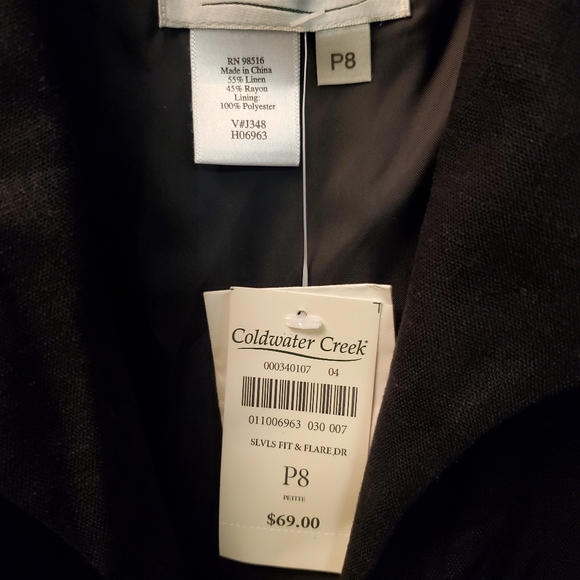 RN 98516
Made in China
55% Linen
45% Rayon
Lining:
100% Polyester
V#J348
H06963
P8
Coldwater Creek®
000340107 04
011006963 030 007
SLVLS FIT & FLARE DR
P8
PETITE
$69.00